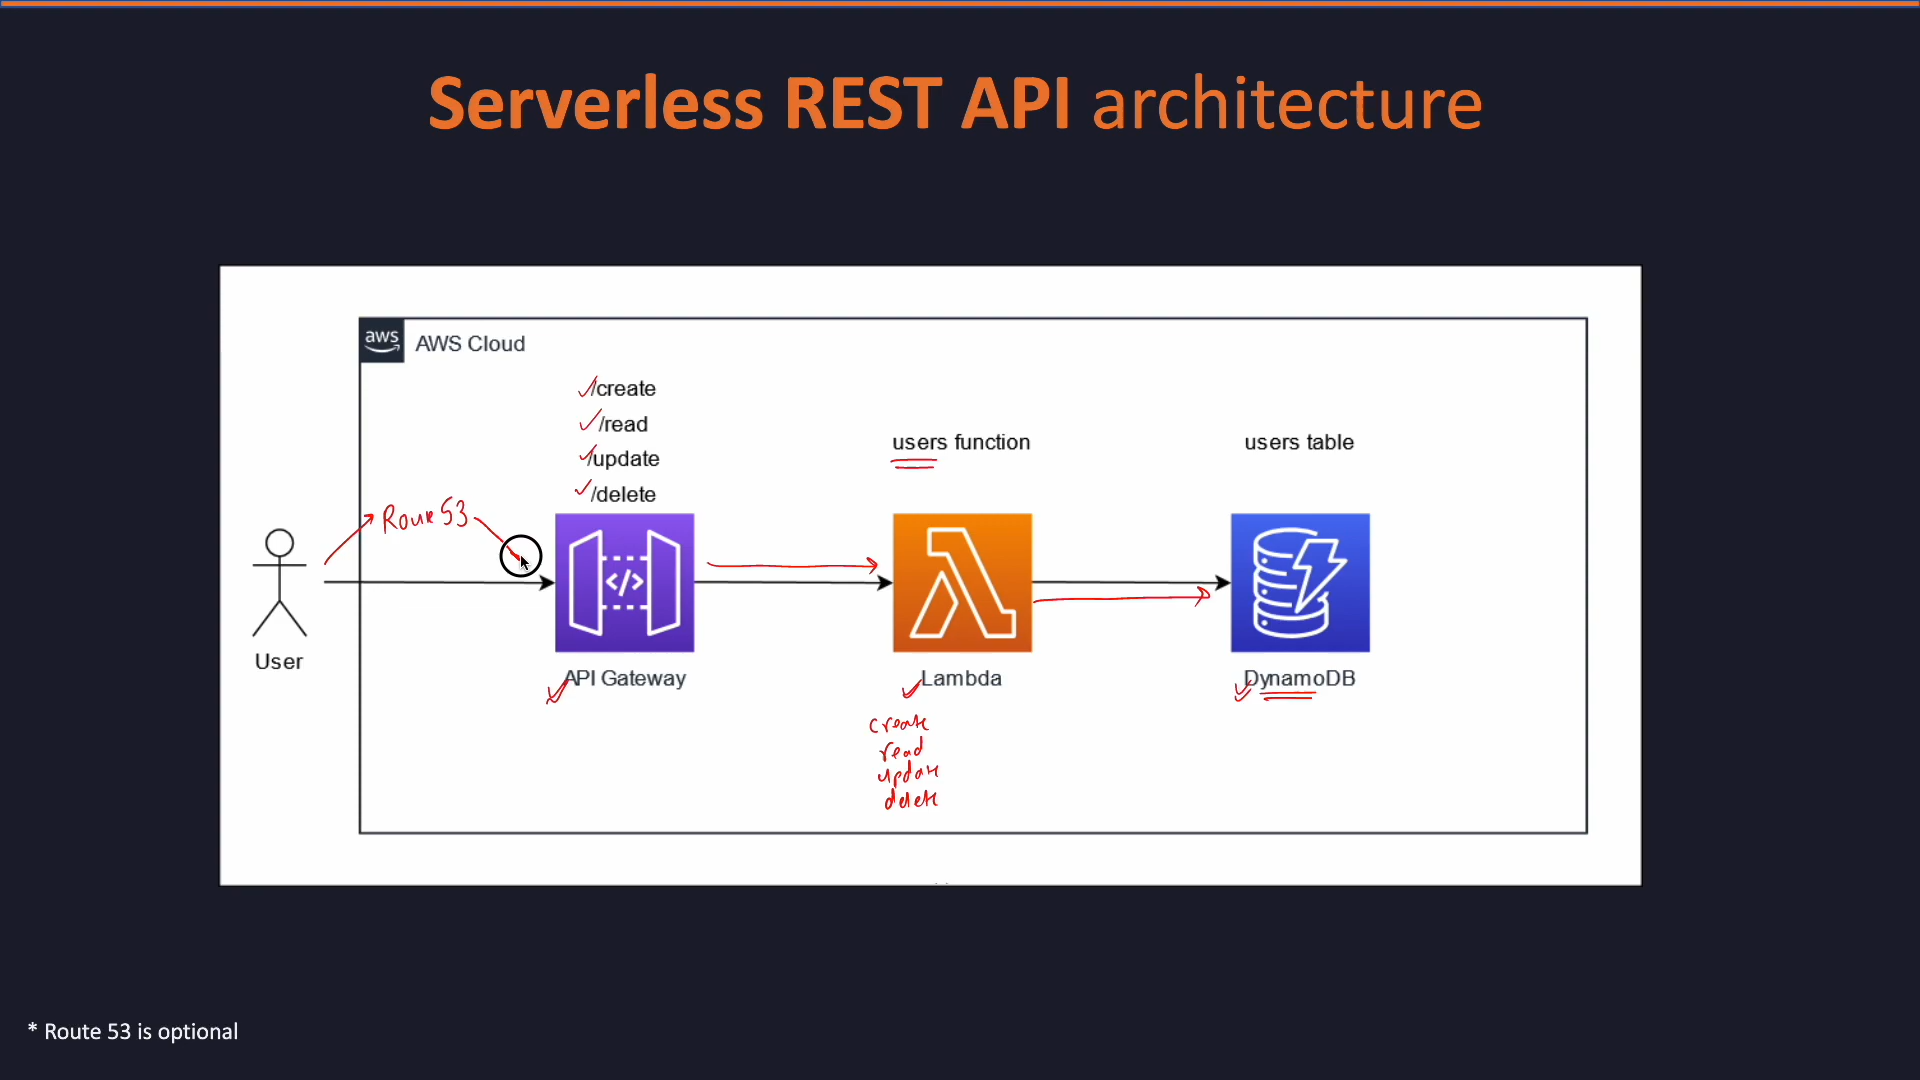 Serverless REST API architecture
aws
AWS Cloud
/create
/read
/update
/delete
users function
users table
Route 53
</>
User
API Gateway
Lambda
DynamoDB
create
read
update
delete
* Route 53 is optional